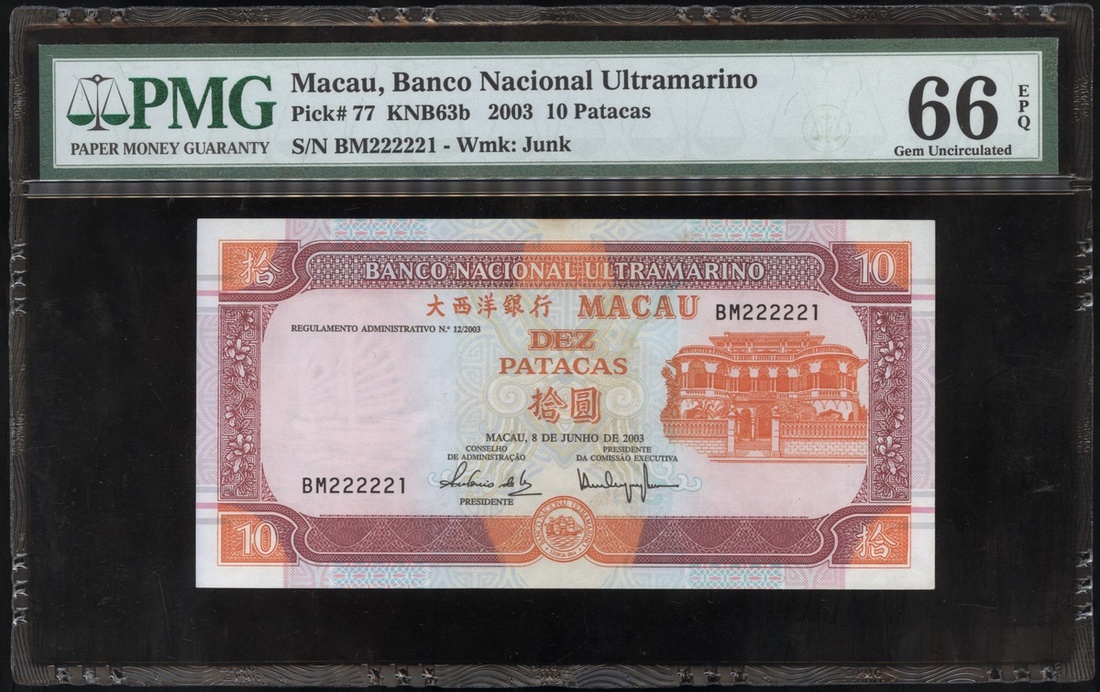 PMG
PAPER MONEY GUARANTY
Macau, Banco Nacional Ultramarino
Pick# 77 KNB63b 2003 10 Patacas
S/N BM222221 - Wmk: Junk
66
EPQ
Gem Uncirculated
拾
10
BANCO NACIONAL ULTRAMARINO
大西洋銀行 MACAU
BM222221
REGULAMENTO ADMINISTRATIVO N.º 12/2003
DEZ
PATACAS
拾圓
MACAU, 8 DE JUNHO DE 2003
CONSELHO
DE ADMINISTRAÇÃO
PRESIDENTE
DA COMISSÃO EXECUTIVA
BM222221
PRESIDENTE
10
拾